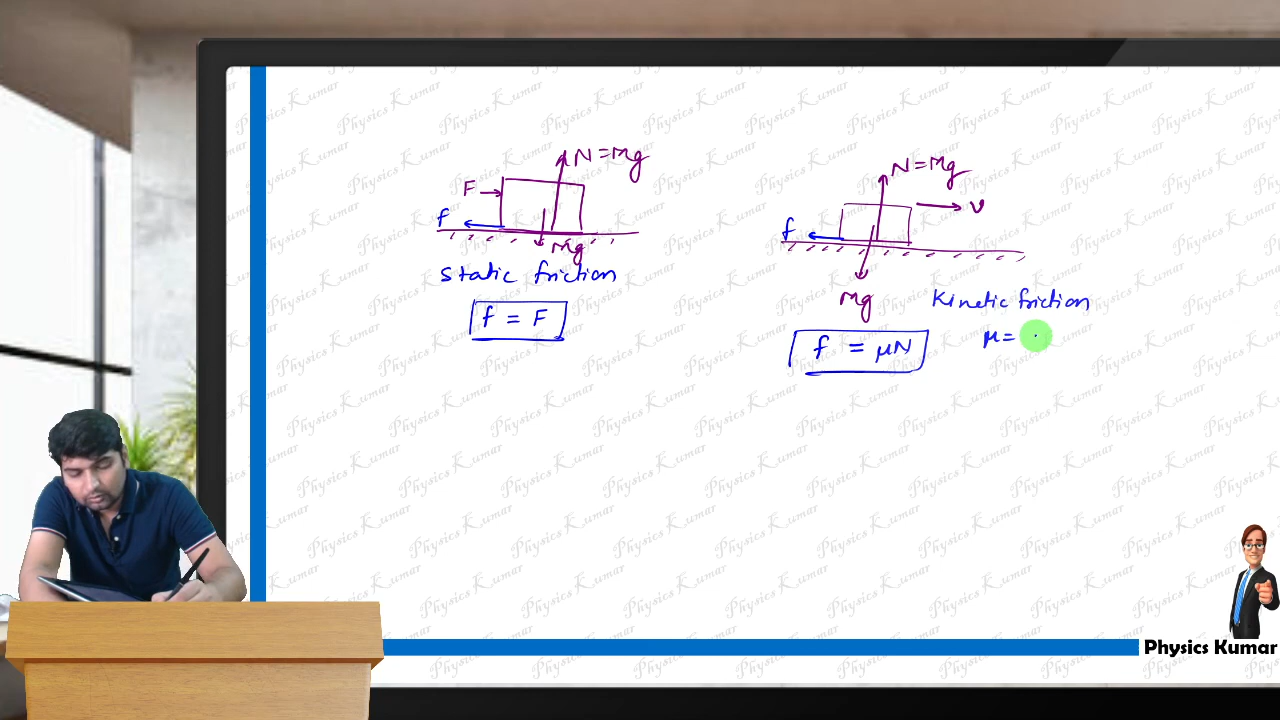 N = Mg
F
f
Mg
Static friction
f = F
N = Mg
v
f
Mg
Kinetic friction
f = μN
μ =
Physics Kumar